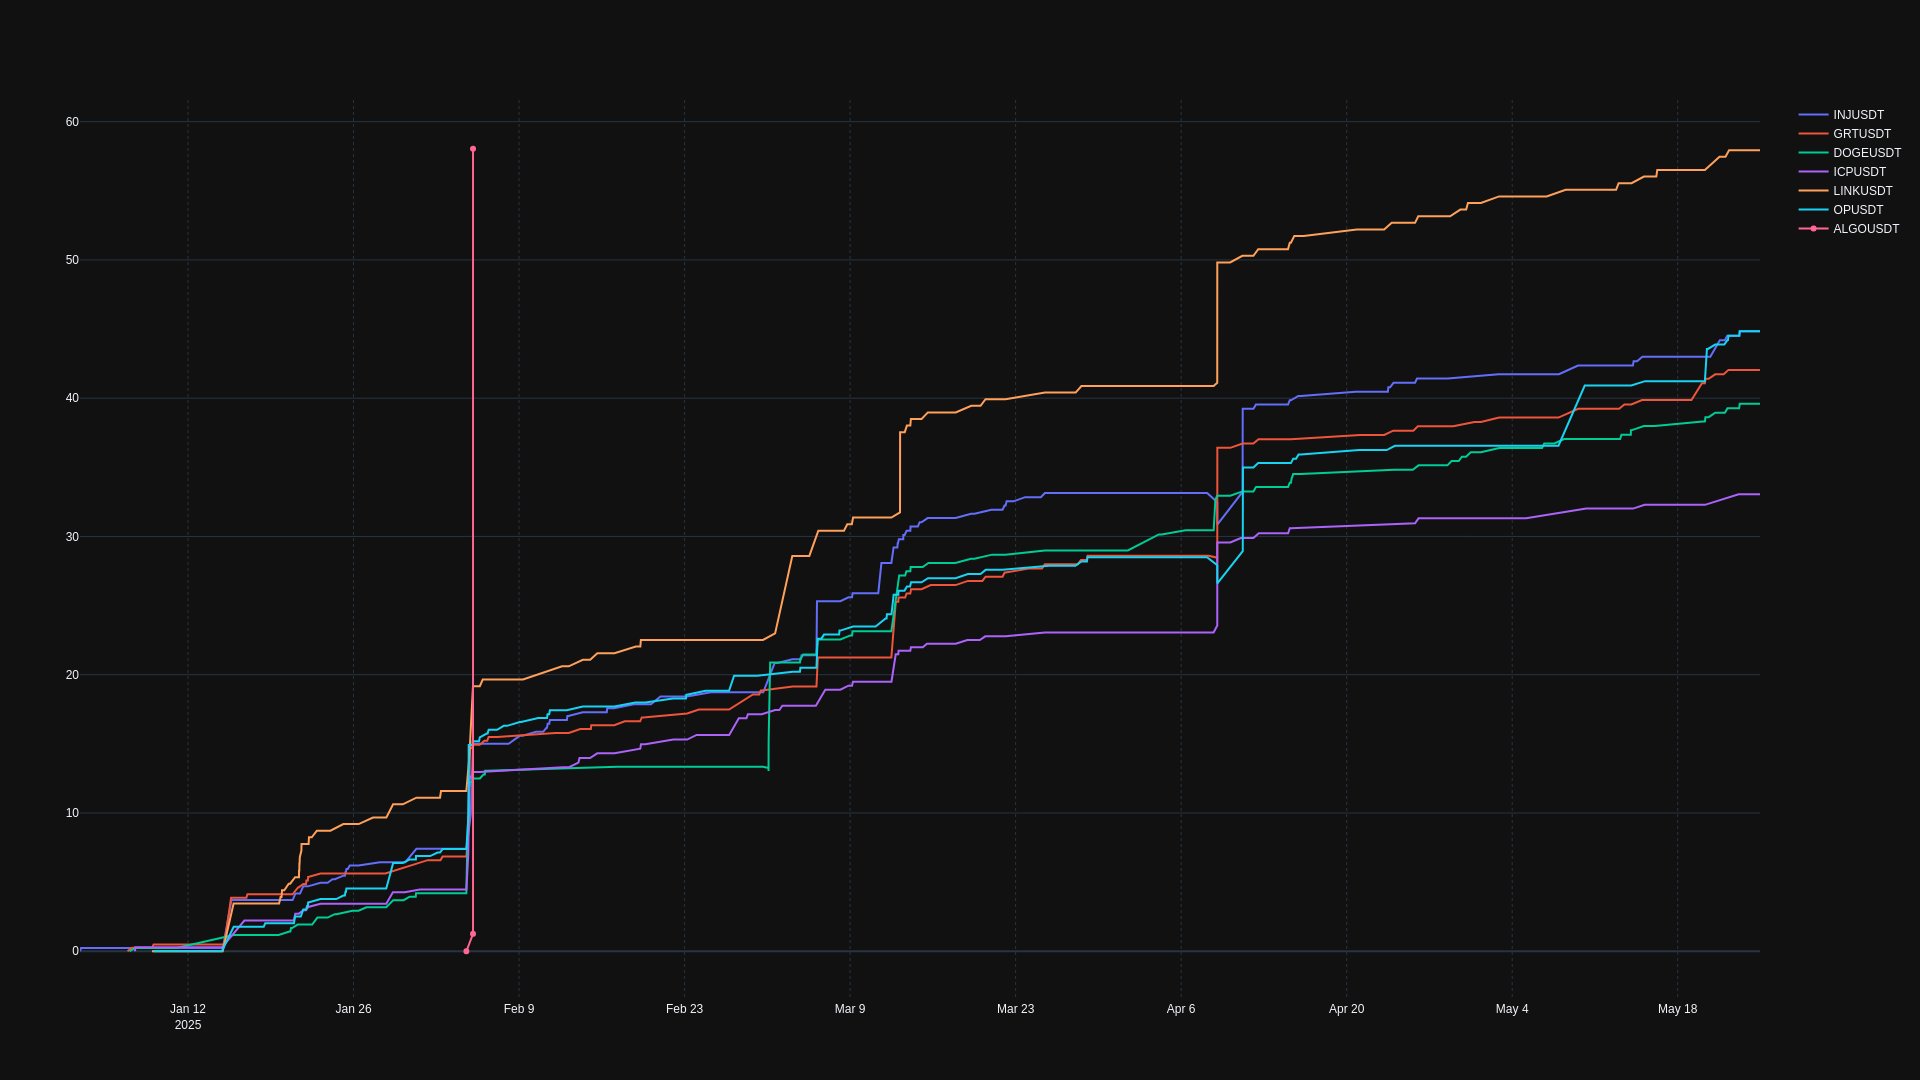 60
50
40
30
20
10
0
Jan 12
2025
Jan 26
Feb 9
Feb 23
Mar 9
Mar 23
Apr 6
Apr 20
May 4
May 18
INJUSDT
GRTUSDT
DOGEUSDT
ICPUSDT
LINKUSDT
OPUSDT
ALGOUSDT